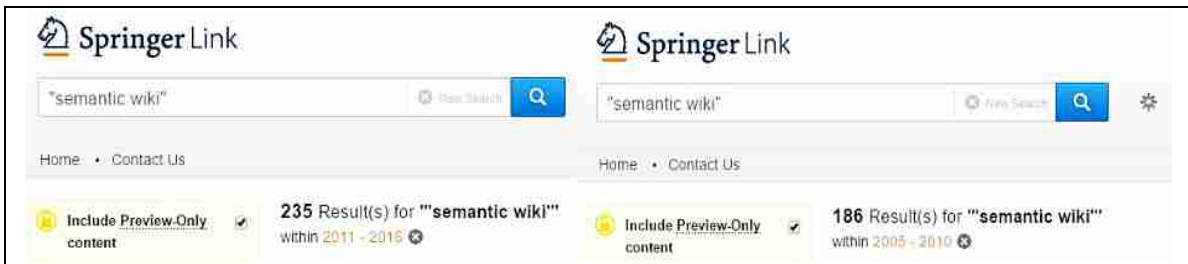 Springer Link
"semantic wiki" New Search
Home • Contact Us
Include Preview-Only
content
235 Result(s) for "'semantic wiki'"
within 2011 - 2016
Springer Link
"semantic wiki" New Search
Home • Contact Us
Include Preview-Only
content
186 Result(s) for "'semantic wiki'"
within 2005 - 2010